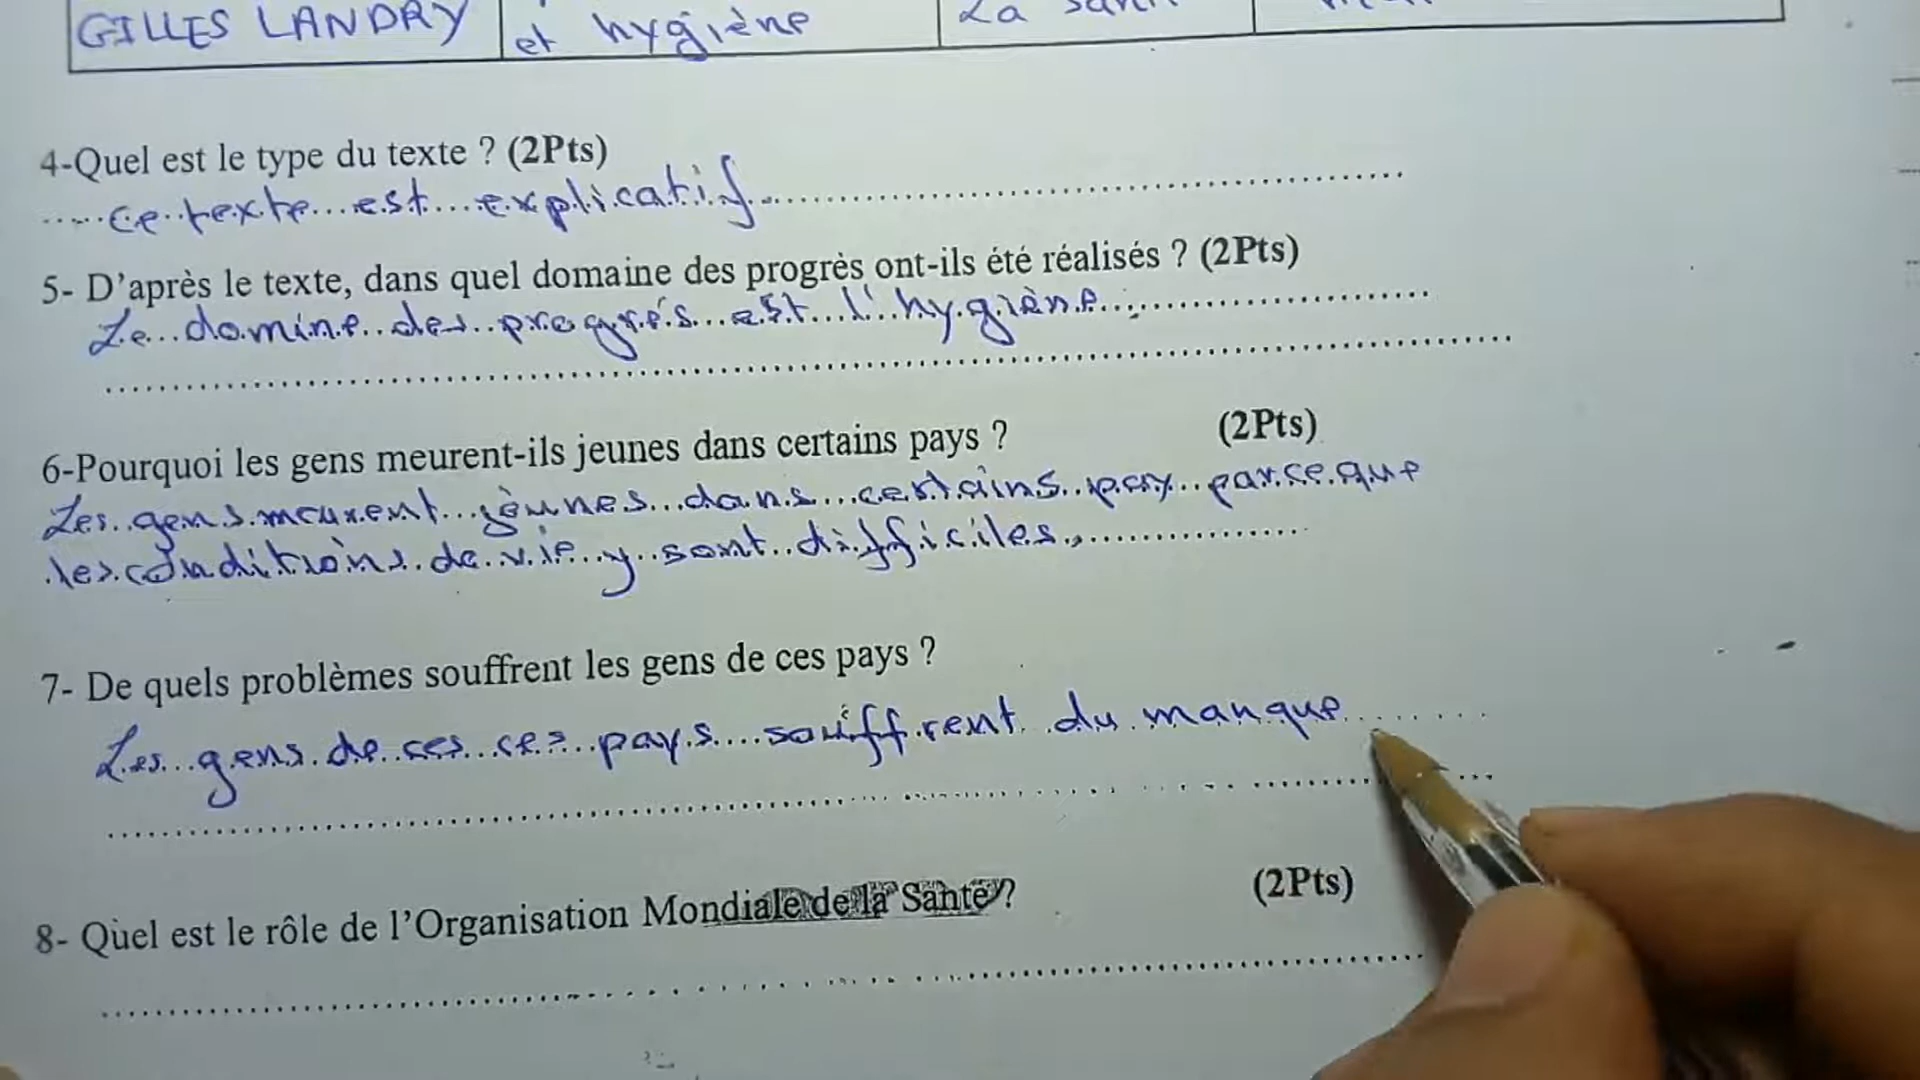 GILLES LANDRY et hygiène La
4-Quel est le type du texte ? (2Pts)
ce texte est explicatif
5- D'après le texte, dans quel domaine des progrès ont-ils été réalisés ? (2Pts)
Le domine des progrés est l'hygiène
6-Pourquoi les gens meurent-ils jeunes dans certains pays ? (2Pts)
Les gens meurent jeunes dans certains pay parce que
les conditions de vie y sont difficiles.
7- De quels problèmes souffrent les gens de ces pays ?
Les gens de ces ces pays souffrent du manque
8- Quel est le rôle de l'Organisation Mondiale de la Santé ? (2Pts)